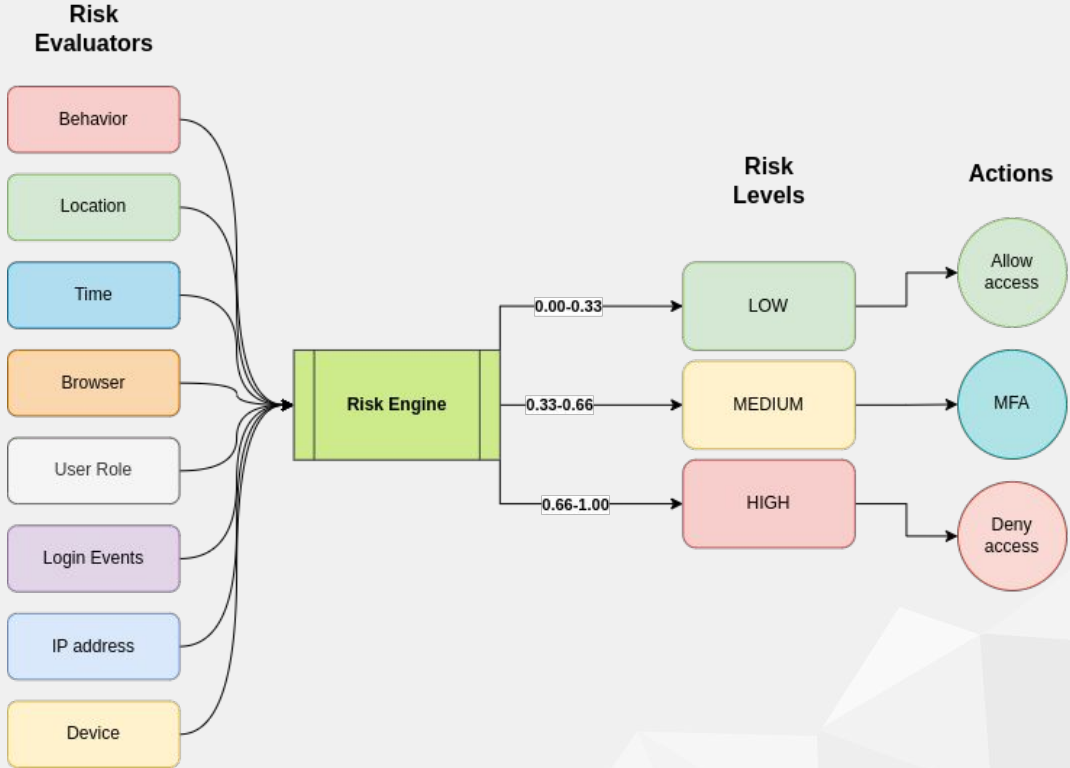 Risk
Evaluators
Behavior
Location
Time
Browser
User Role
Login Events
IP address
Device
Risk Engine
0.00-0.33
0.33-0.66
0.66-1.00
Risk
Levels
LOW
MEDIUM
HIGH
Actions
Allow
access
MFA
Deny
access